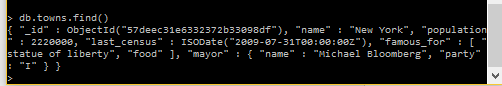 > db.towns.find()
{ "_id" : ObjectId("57deec31e6332372b33098df"), "name" : "New York", "population
" : 2220000, "last_census" : ISODate("2009-07-31T00:00:00Z"), "famous_for" : [ "
statue of liberty", "food" ], "mayor" : { "name" : "Michael Bloomberg", "party"
: "I" } }
>